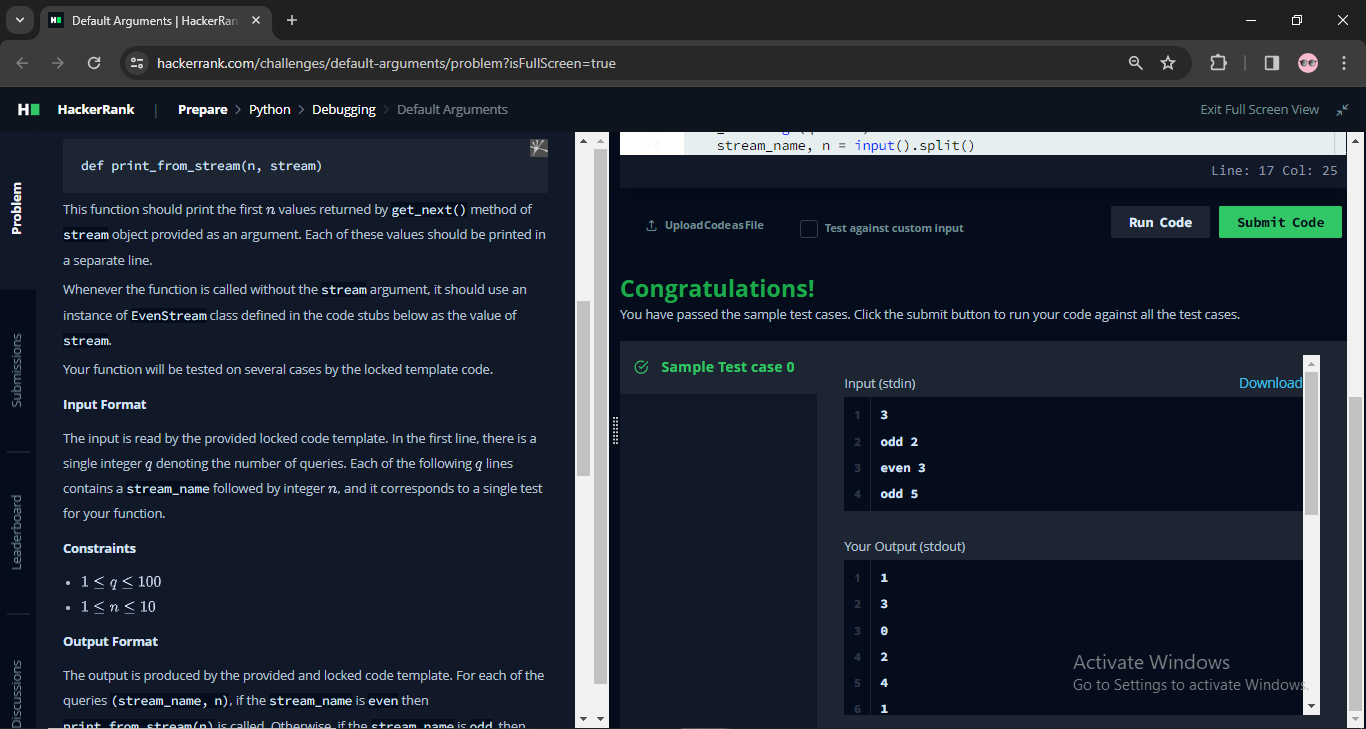 Default Arguments | HackerRan
hackerrank.com/challenges/default-arguments/problem?isFullScreen=true
HackerRank | Prepare > Python > Debugging > Default Arguments
Exit Full Screen View
Problem
Submissions
Leaderboard
Discussions
def print_from_stream(n, stream)
This function should print the first n values returned by get_next() method of
stream object provided as an argument. Each of these values should be printed in
a separate line.
Whenever the function is called without the stream argument, it should use an
instance of EvenStream class defined in the code stubs below as the value of
stream.
Your function will be tested on several cases by the locked template code.
Input Format
The input is read by the provided locked code template. In the first line, there is a
single integer q denoting the number of queries. Each of the following q lines
contains a stream_name followed by integer n, and it corresponds to a single test
for your function.
Constraints
• 1 ≤ q ≤ 100
• 1 ≤ n ≤ 10
Output Format
The output is produced by the provided and locked code template. For each of the
queries (stream_name, n), if the stream_name is even then
print_from_stream(n) is called. Otherwise, if the stream_name is odd, then
stream_name, n = input().split()
Line: 17 Col: 25
Upload Code as File
Test against custom input
Run Code
Submit Code
Congratulations!
You have passed the sample test cases. Click the submit button to run your code against all the test cases.
Sample Test case 0
Input (stdin)
Download
1 3
2 odd 2
3 even 3
4 odd 5
Your Output (stdout)
1 1
2 3
3 0
4 2
5 4
6 1
Activate Windows
Go to Settings to activate Windows.